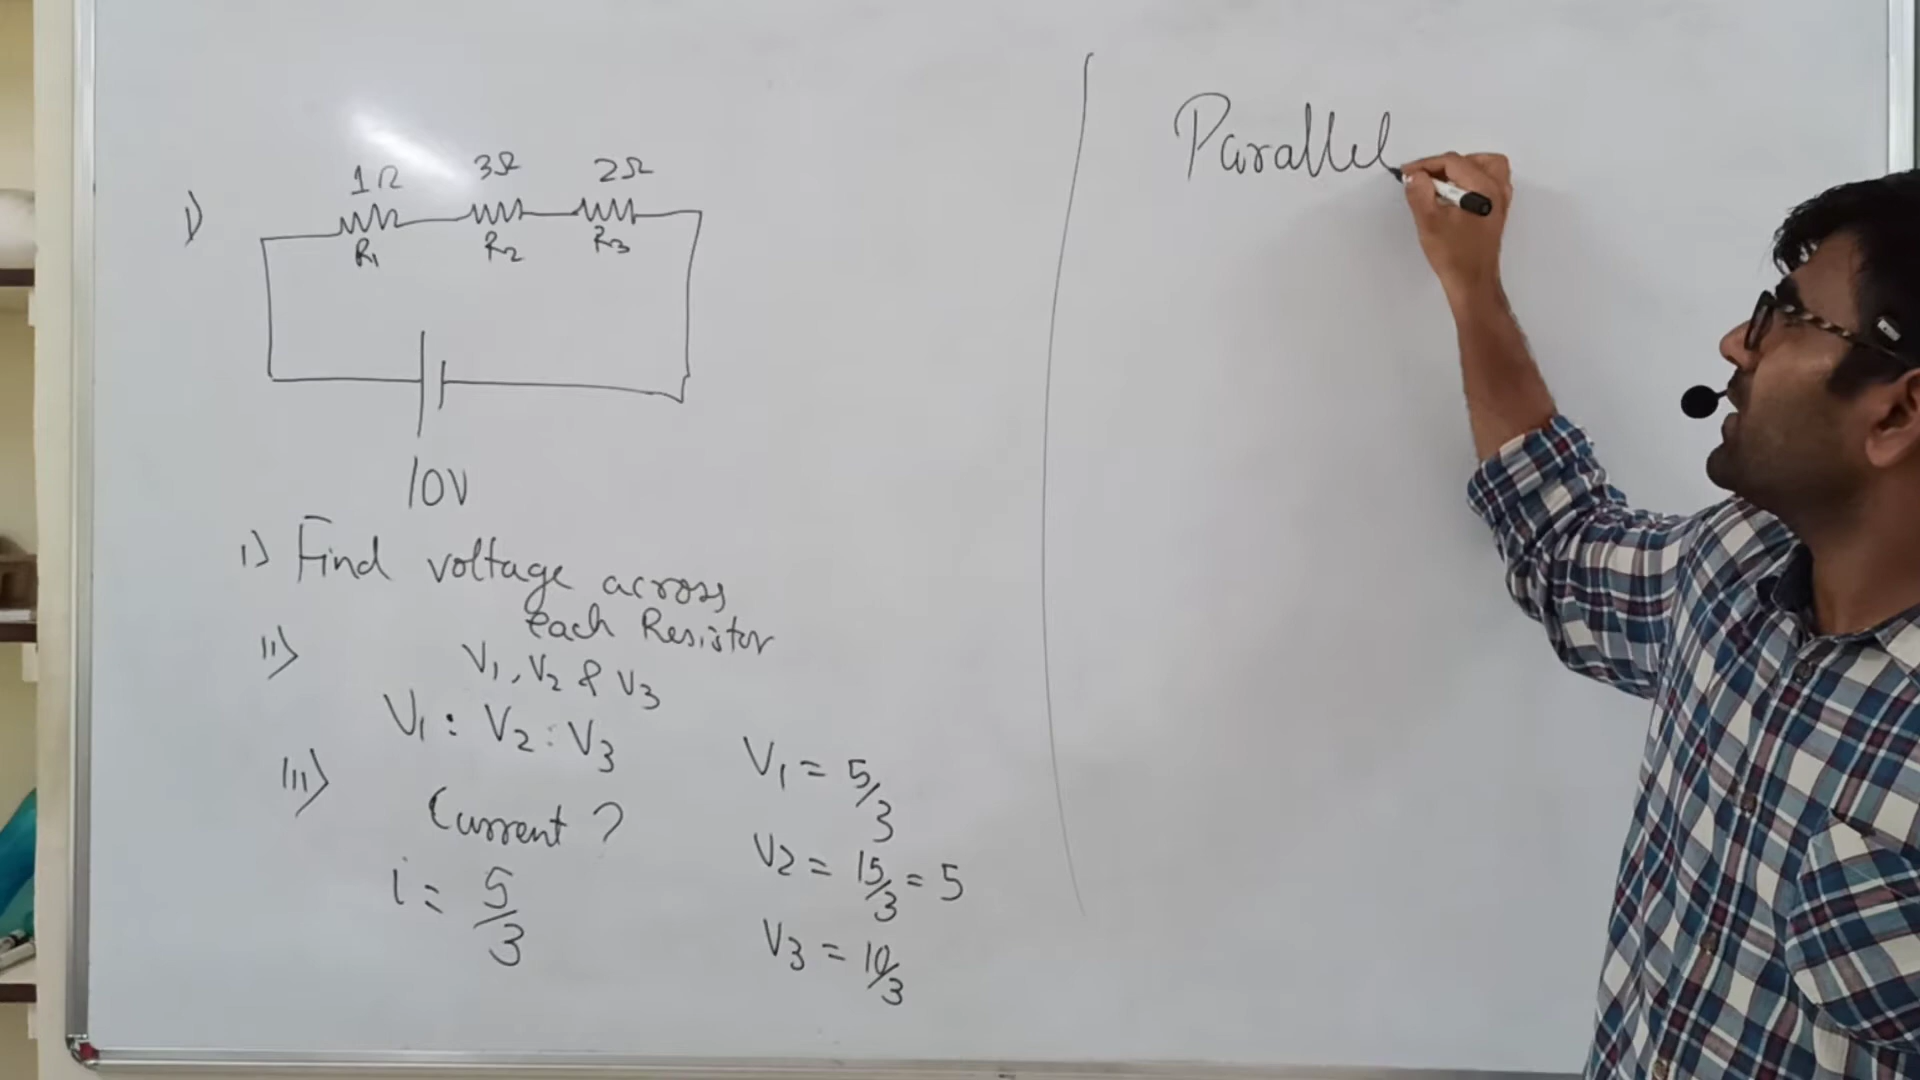 1)
1Ω 3Ω 2Ω
R1 R2 R3
10V
i) Find voltage across
each Resistor
ii)
V1, V2 & V3
V1 : V2 : V3
iii)
Current ?
i = 5/3
V1 = 5/3
V2 = 15/3 = 5
V3 = 10/3
Parallel